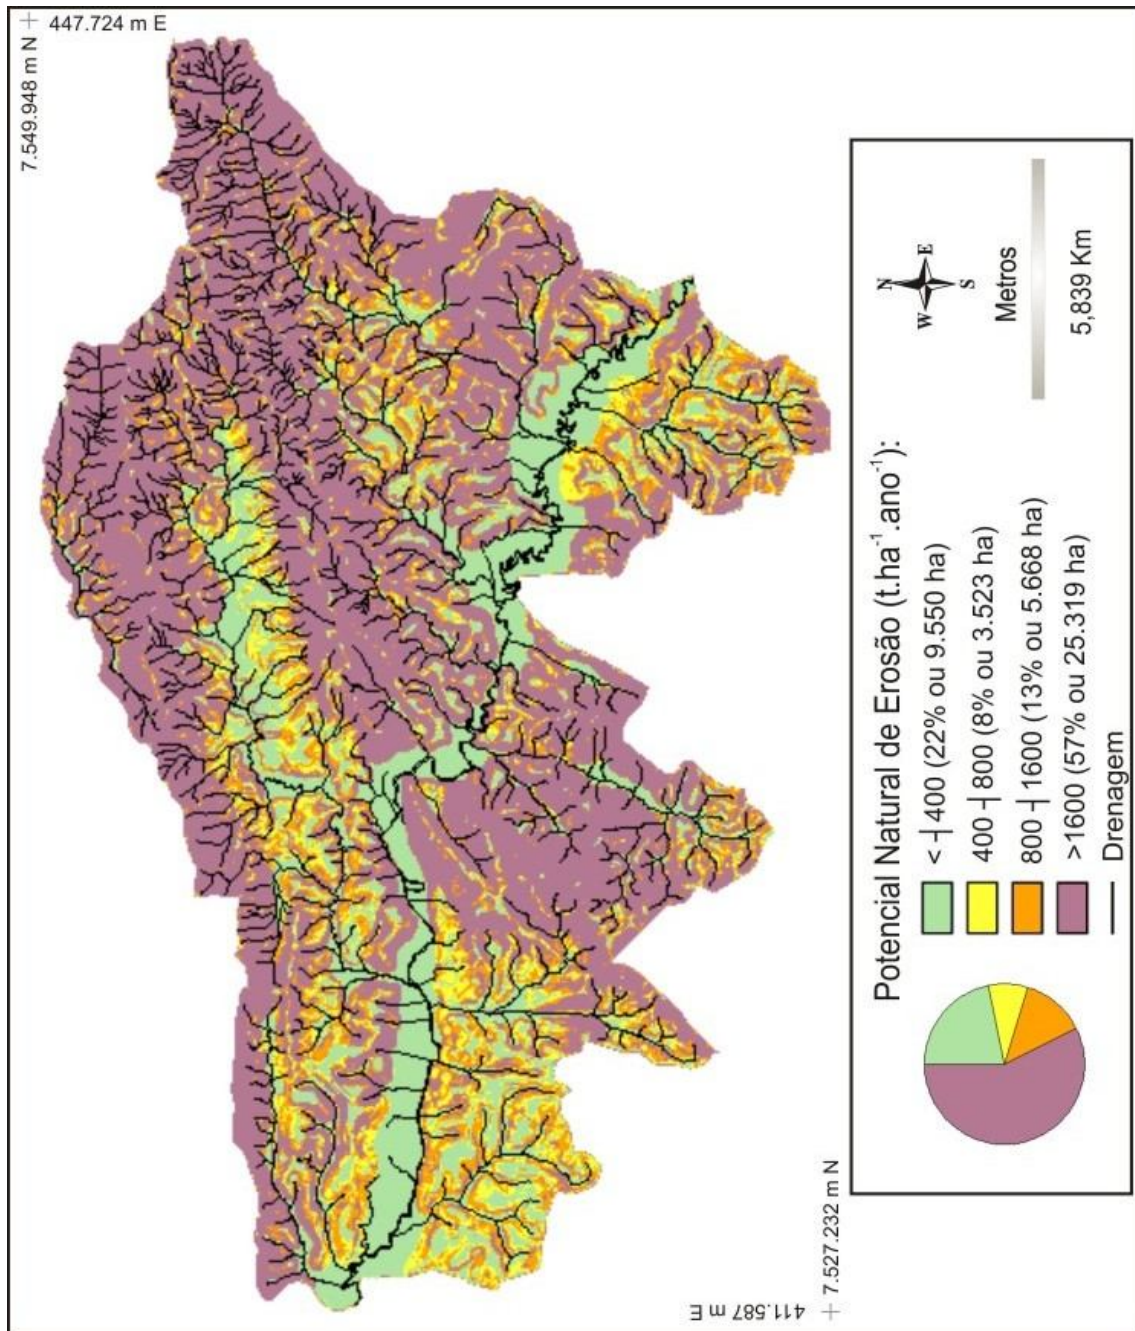 7.549.948 m N
447.724 m E
N
W
E
S
Metros
5,839 Km
Potencial Natural de Erosão (t.ha⁻¹.ano⁻¹):
< ┤400 (22% ou 9.550 ha)
400 ┤800 (8% ou 3.523 ha)
800 ┤1600 (13% ou 5.668 ha)
>1600 (57% ou 25.319 ha)
Drenagem
411.587 m E
7.527.232 m N